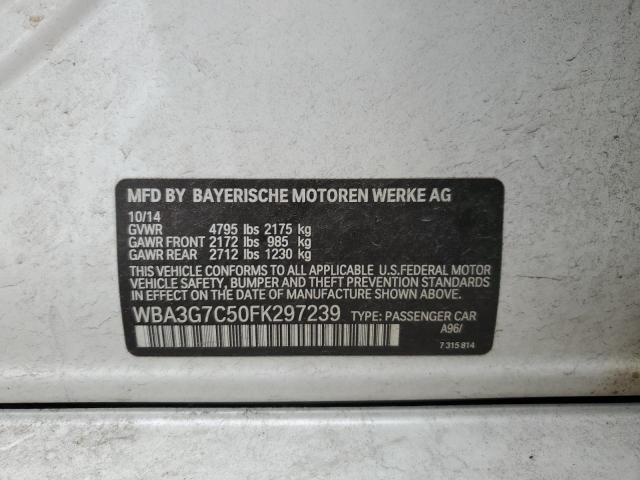 MFD BY BAYERISCHE MOTOREN WERKE AG
10/14
GVWR 4795 lbs 2175 kg
GAWR FRONT 2172 lbs 985 kg
GAWR REAR 2712 lbs 1230 kg
THIS VEHICLE CONFORMS TO ALL APPLICABLE U.S.FEDERAL MOTOR
VEHICLE SAFETY, BUMPER, AND THEFT PREVENTION STANDARDS
IN EFFECT ON THE DATE OF MANUFACTURE SHOWN ABOVE.
WBA3G7C50FK297239 TYPE: PASSENGER CAR
A96/
7 315 814